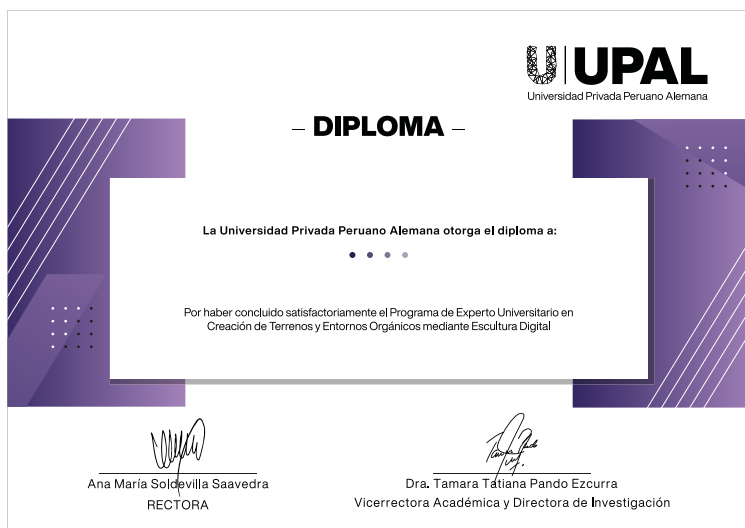 UPAL
Universidad Privada Peruano Alemana
– DIPLOMA –
La Universidad Privada Peruano Alemana otorga el diploma a:
Por haber concluido satisfactoriamente el Programa de Experto Universitario en
Creación de Terrenos y Entornos Orgánicos mediante Escultura Digital
Ana María Soldevilla Saavedra
RECTORA
Dra. Tamara Tatiana Pando Ezcurra
Vicerrectora Académica y Directora de Investigación